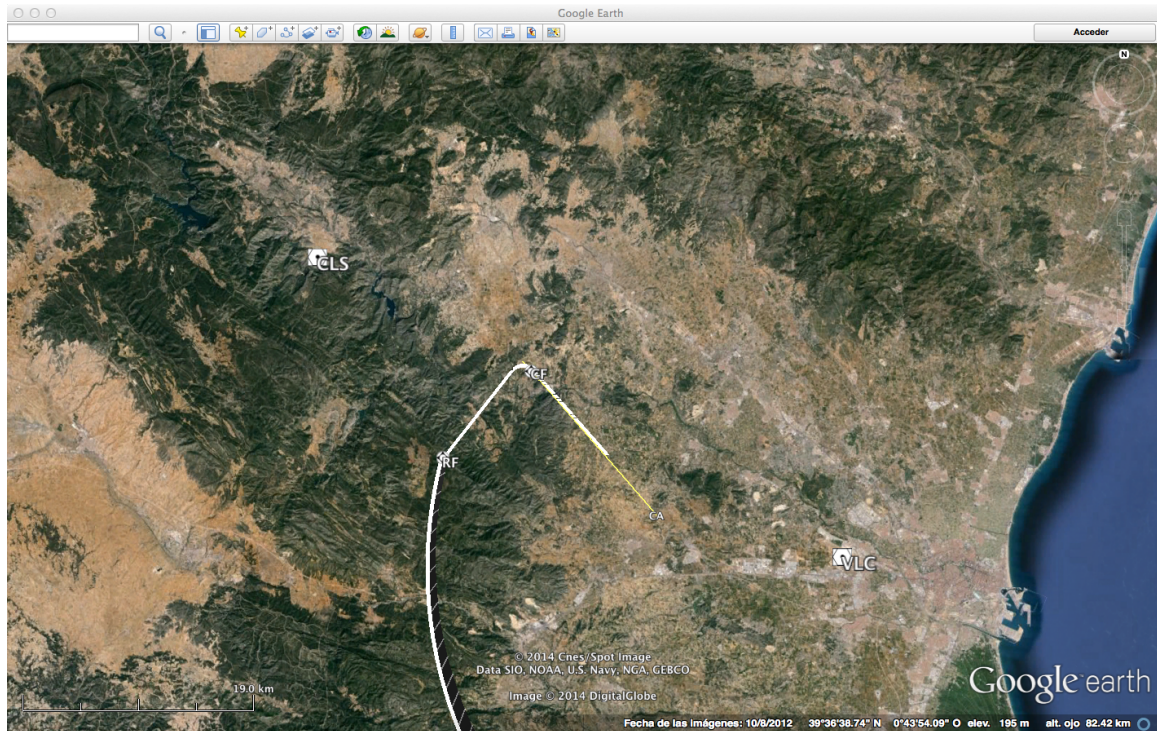 Google Earth
Acceder
N
CLS
CF
RF
CA
VLC
© 2014 Cnes/Spot Image
Data SIO, NOAA, U.S. Navy, NGA, GEBCO
Image © 2014 DigitalGlobe
19.0 km
Google earth
Fecha de las imágenes: 10/8/2012 39°36'38.74" N 0°43'54.09" O elev. 195 m alt. ojo 82.42 km